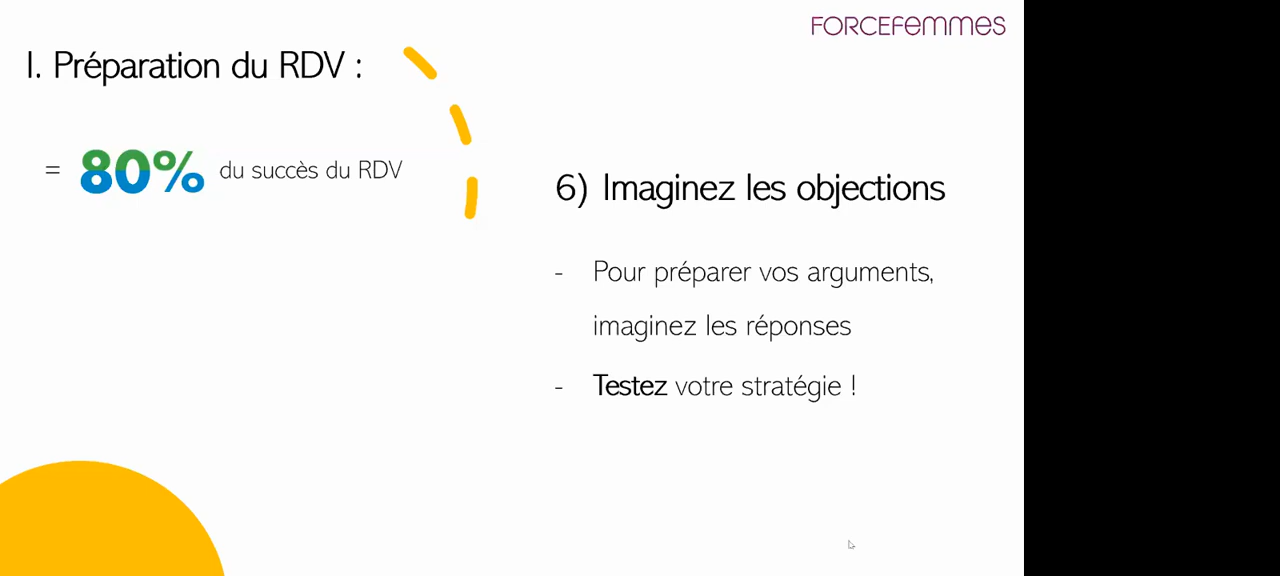 FORCEFemmes
I. Préparation du RDV :
= 80% du succès du RDV
6) Imaginez les objections
- Pour préparer vos arguments,
imaginez les réponses
- Testez votre stratégie !